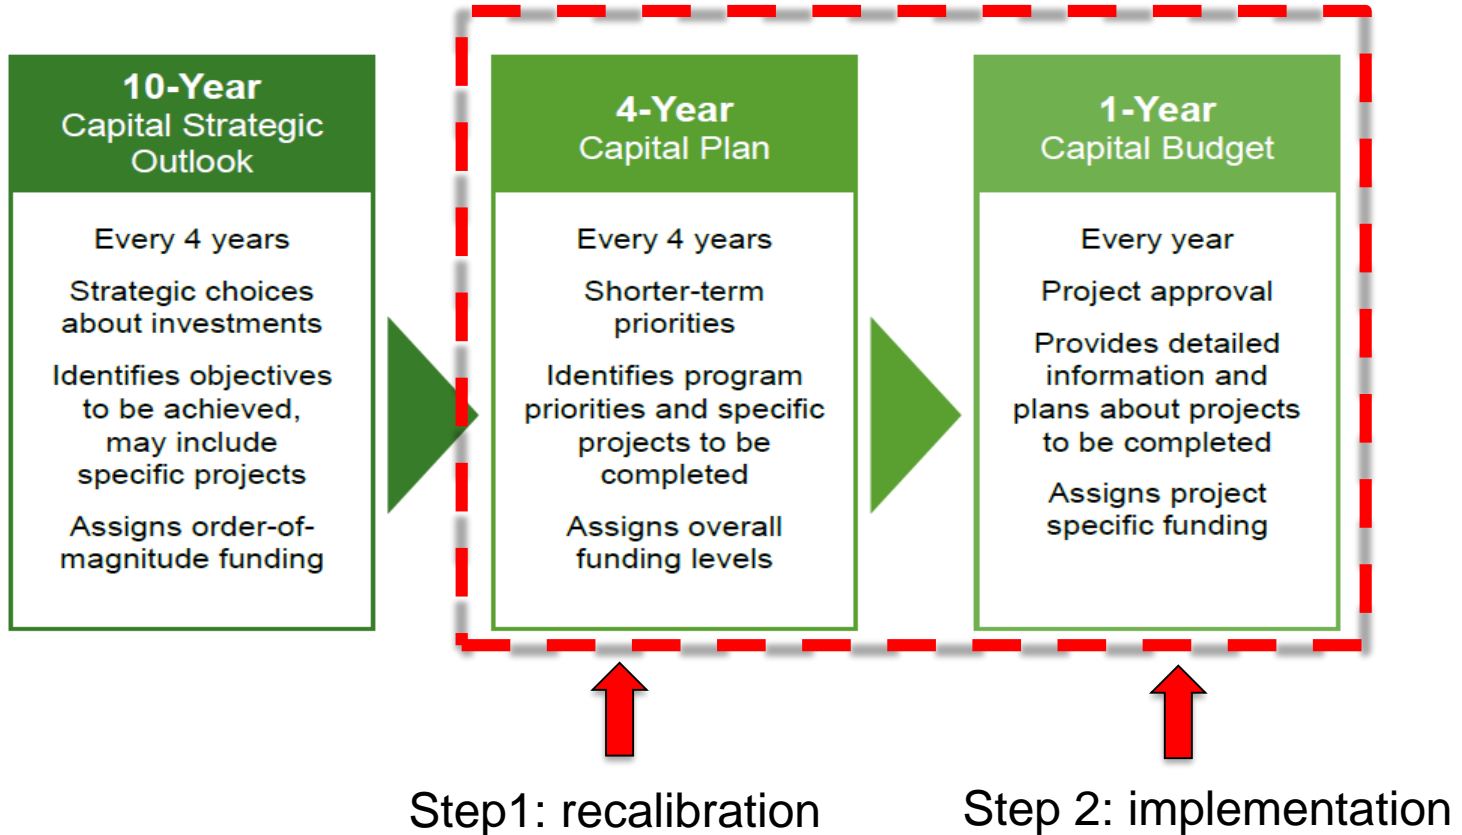 10-Year
Capital Strategic
Outlook
Every 4 years
Strategic choices
about investments
Identifies objectives
to be achieved,
may include
specific projects
Assigns order-of-
magnitude funding
4-Year
Capital Plan
Every 4 years
Shorter-term
priorities
Identifies program
priorities and specific
projects to be
completed
Assigns overall
funding levels
1-Year
Capital Budget
Every year
Project approval
Provides detailed
information and
plans about projects
to be completed
Assigns project
specific funding
Step1: recalibration
Step 2: implementation